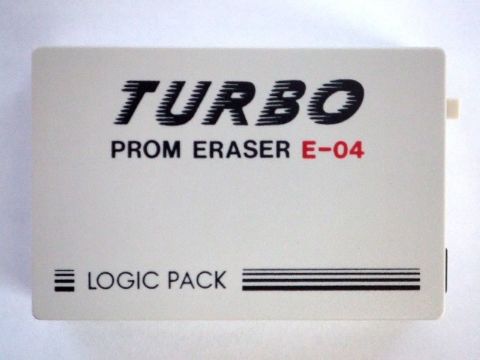 TURBO
PROM ERASER E-04
LOGIC PACK